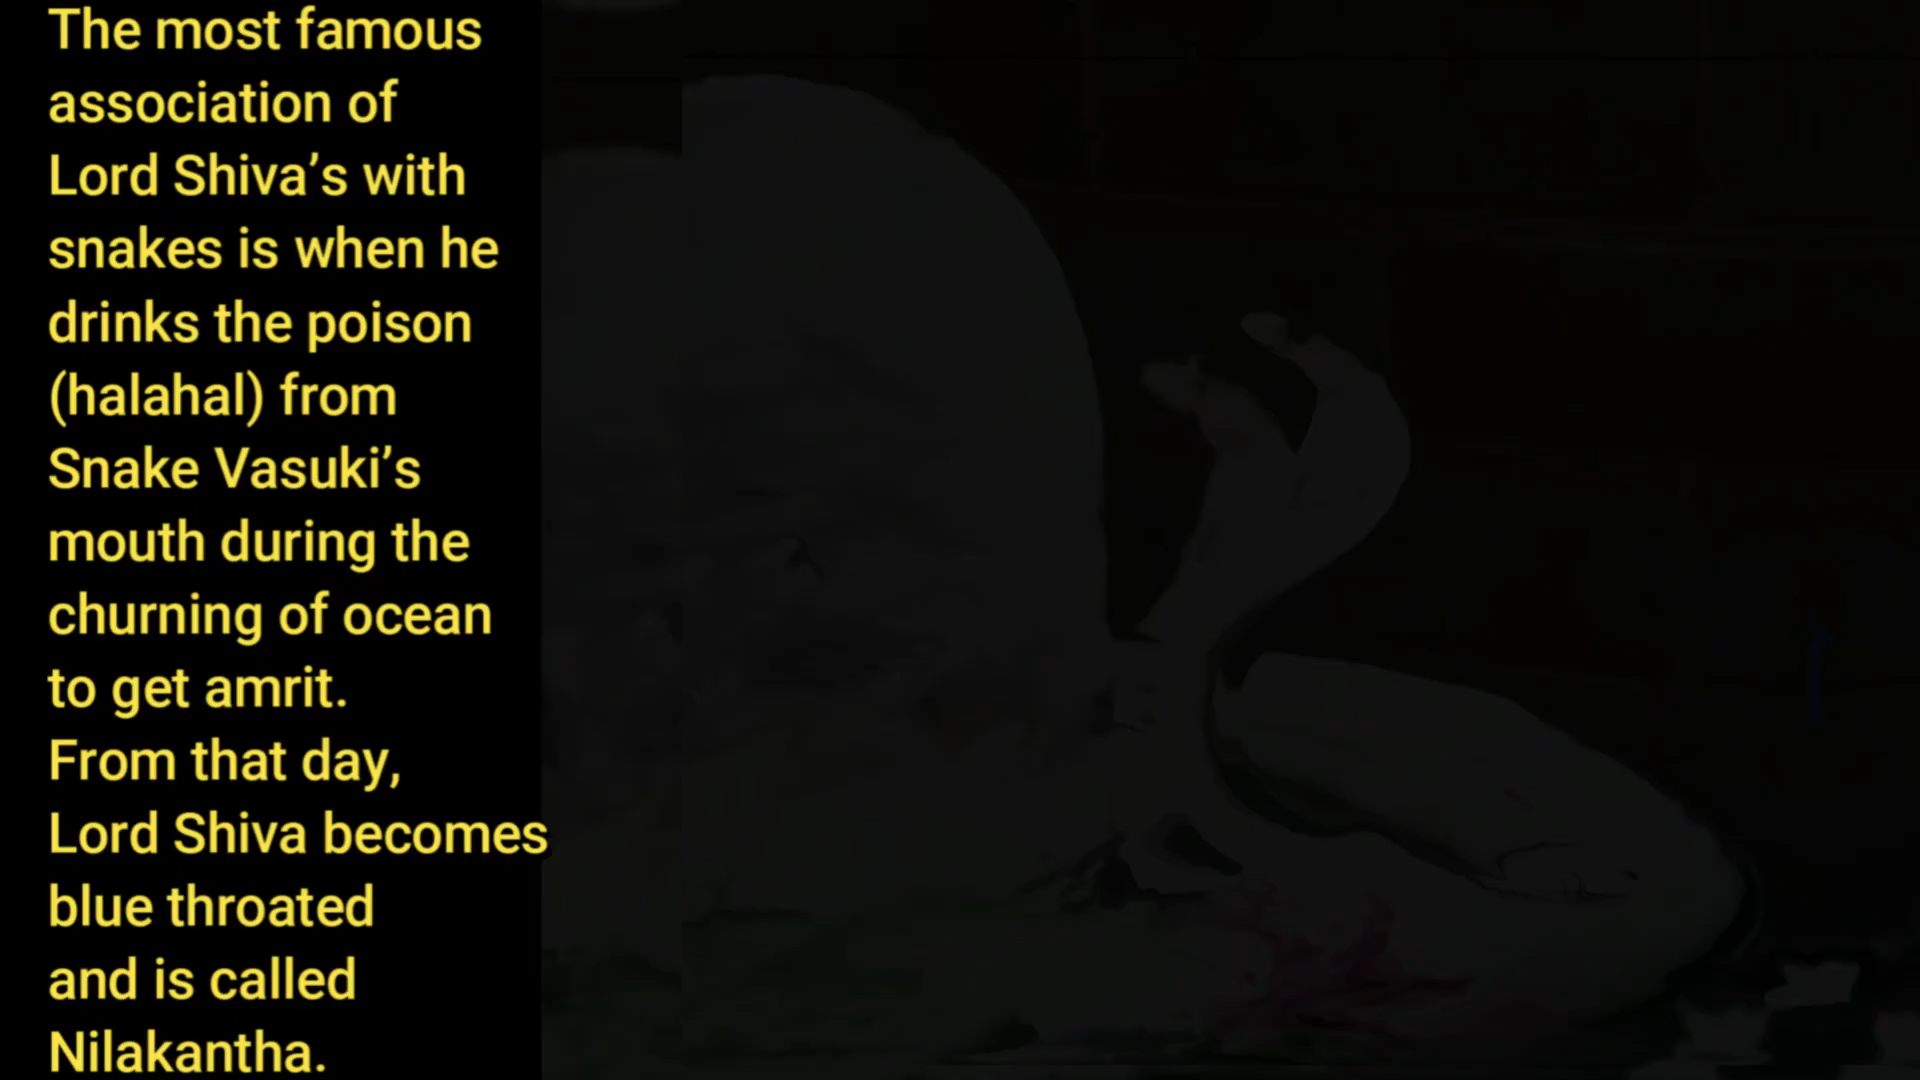 The most famous
association of
Lord Shiva’s with
snakes is when he
drinks the poison
(halahal) from
Snake Vasuki’s
mouth during the
churning of ocean
to get amrit.
From that day,
Lord Shiva becomes
blue throated
and is called
Nilakantha.